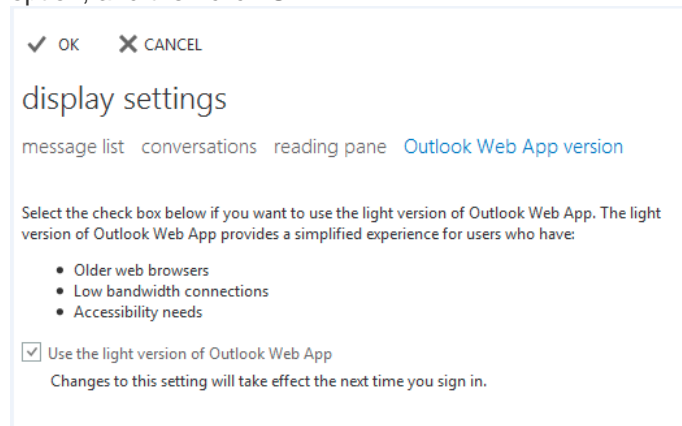 OK CANCEL
display settings
message list conversations reading pane Outlook Web App version
Select the check box below if you want to use the light version of Outlook Web App. The light
version of Outlook Web App provides a simplified experience for users who have:
• Older web browsers
• Low bandwidth connections
• Accessibility needs
Use the light version of Outlook Web App
Changes to this setting will take effect the next time you sign in.